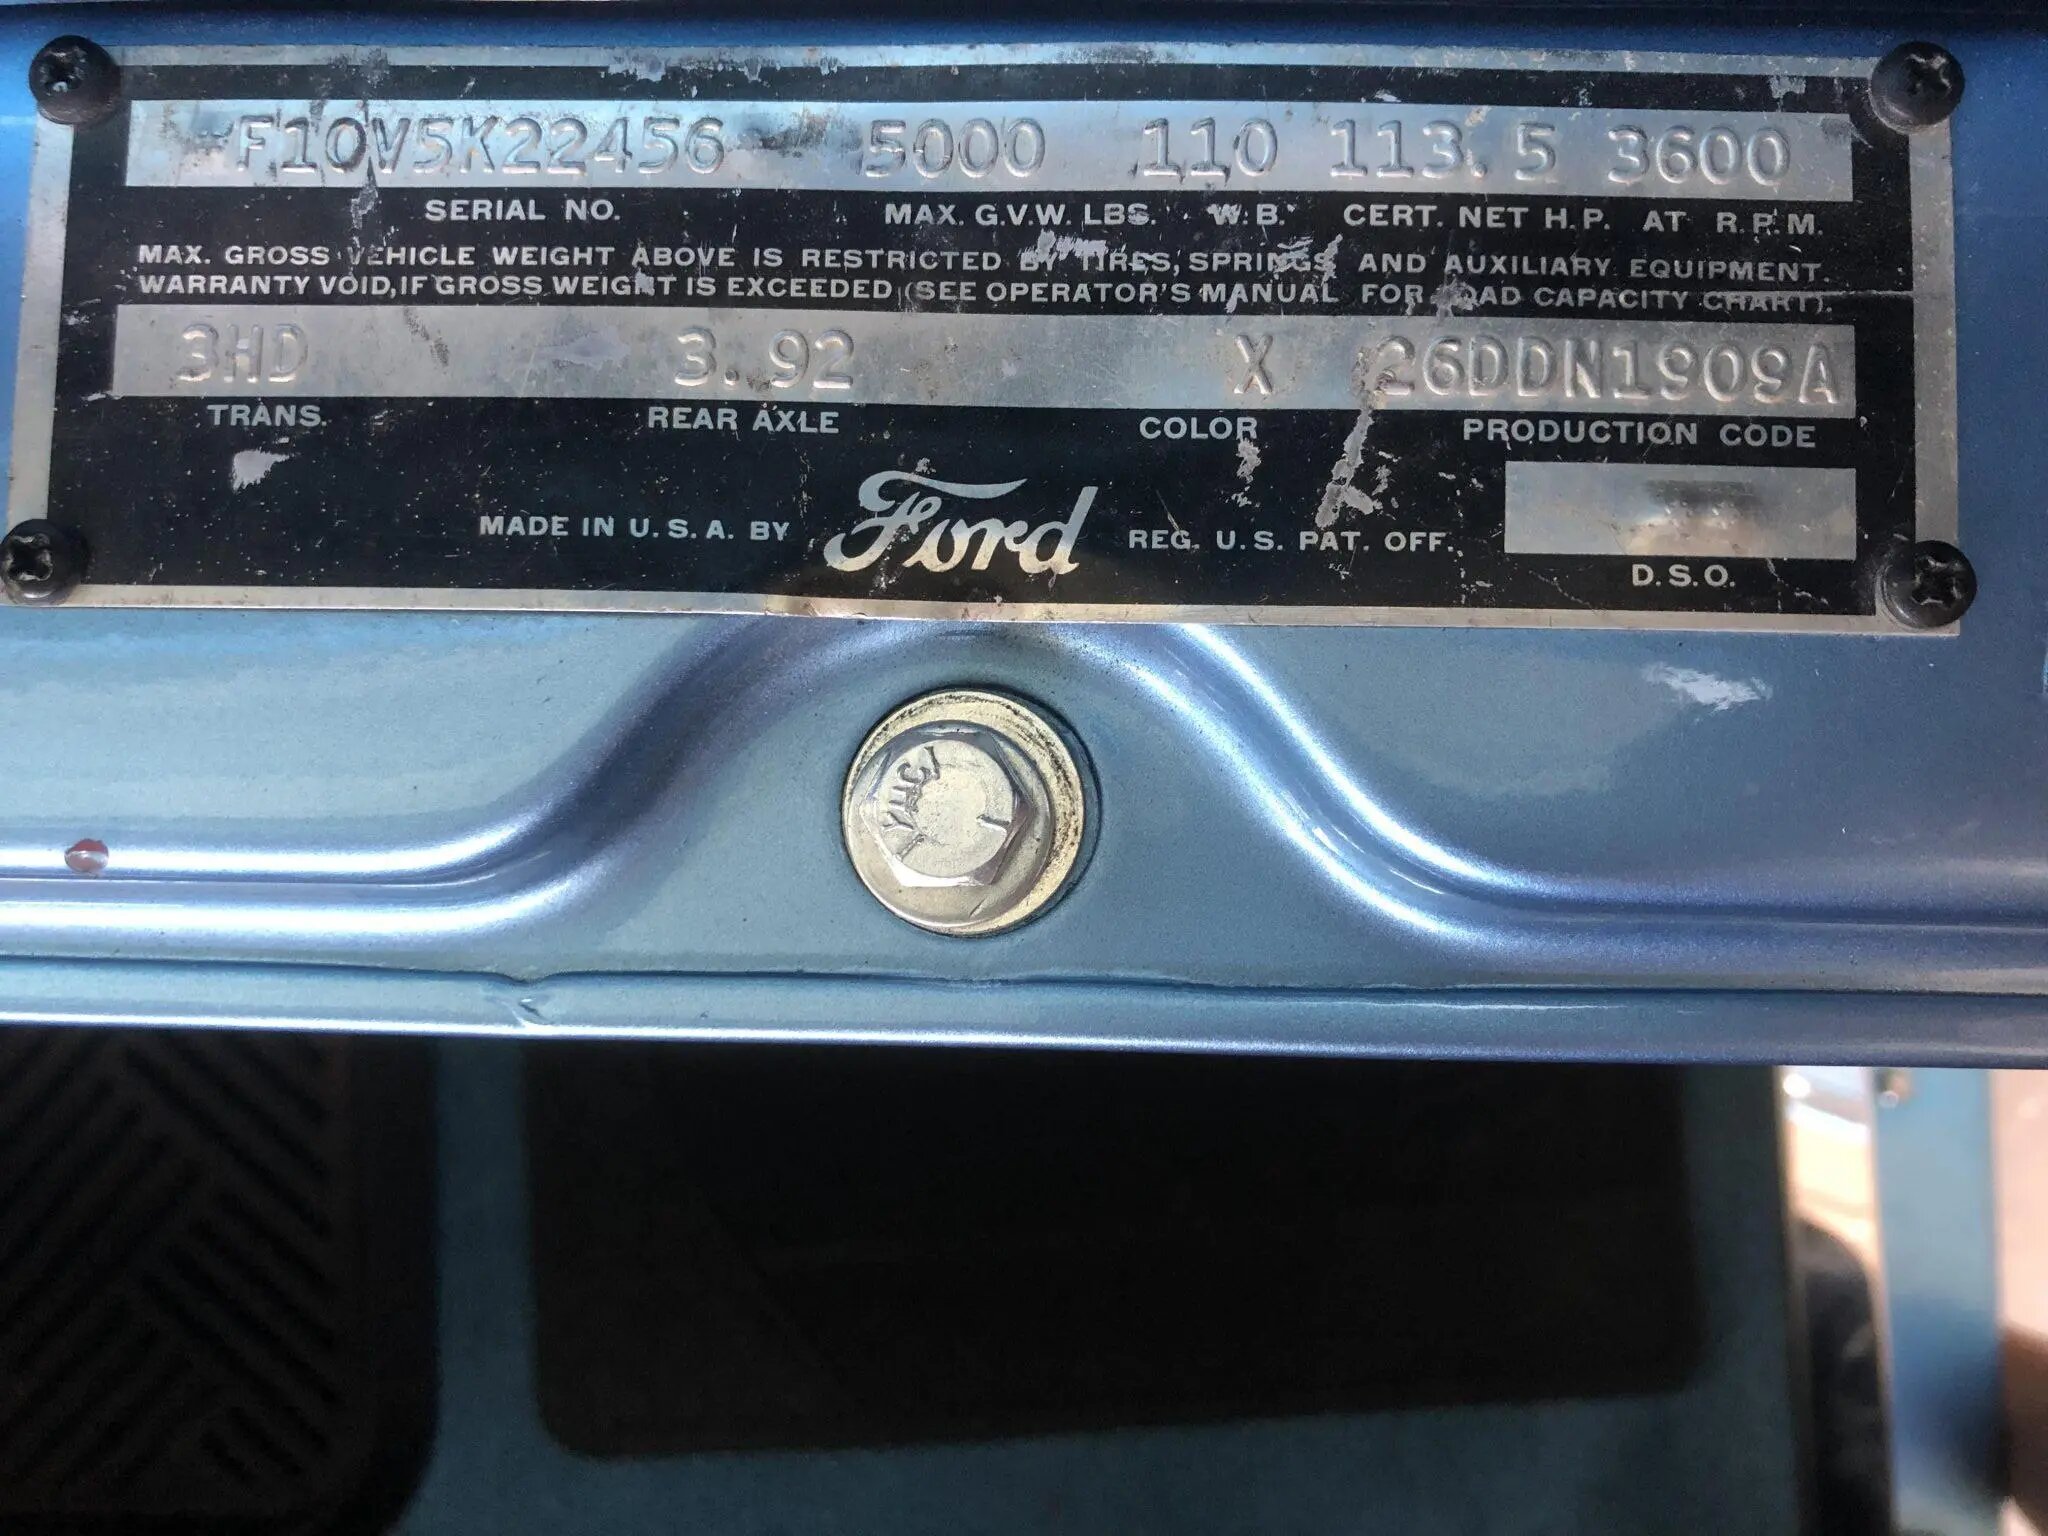 F10V5K22456 5000 110 113.5 3600
SERIAL NO. MAX. G.V.W. LBS. W.B. CERT. NET H.P. AT R.P.M.
MAX. GROSS VEHICLE WEIGHT ABOVE IS RESTRICTED BY TIRES, SPRINGS AND AUXILIARY EQUIPMENT.
WARRANTY VOID, IF GROSS WEIGHT IS EXCEEDED (SEE OPERATOR'S MANUAL FOR LOAD CAPACITY CHART).
3HD 3.92 X 26DDN1909A
TRANS. REAR AXLE COLOR PRODUCTION CODE
MADE IN U.S.A. BY Ford REG. U.S. PAT. OFF.
D.S.O.